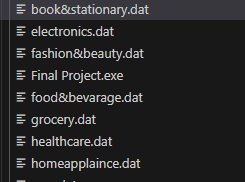 book&stationary.dat
electronics.dat
fashion&beauty.dat
Final Project.exe
food&bevarage.dat
grocery.dat
healthcare.dat
homeapplaince.dat